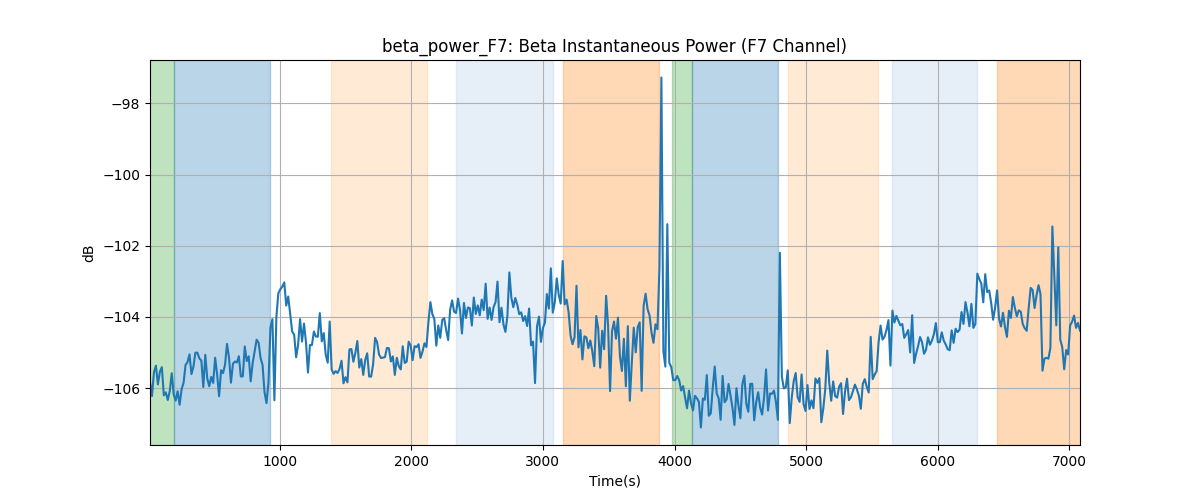 beta_power_F7: Beta Instantaneous Power (F7 Channel)
dB
−98
−100
−102
−104
−106
1000 2000 3000 4000 5000 6000 7000
Time(s)